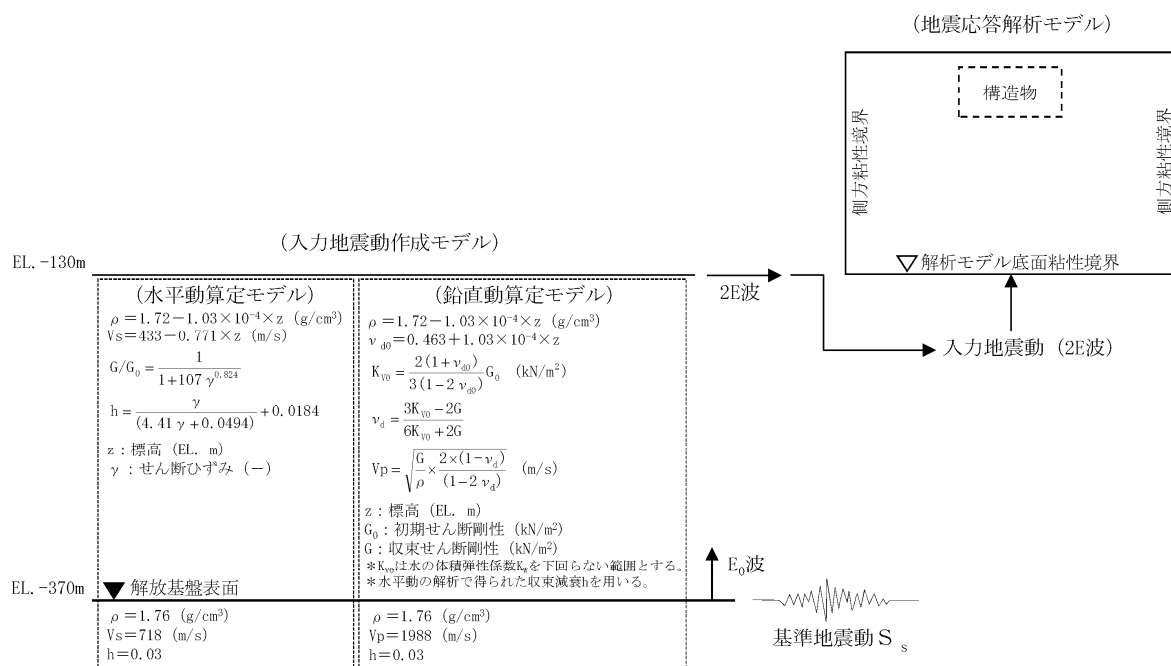 (地震応答解析モデル)
構造物
側方粘性境界
側方粘性境界
▽解析モデル底面粘性境界
(入力地震動作成モデル)
EL.-130m
2E波
入力地震動 (2E波)
(水平動算定モデル)
ρ=1.72-1.03×10⁻⁴×z (g/cm³)
Vs=433-0.771×z (m/s)
G/G₀=1/(1+107γ^0.824)
h=γ/(4.41γ+0.0494)+0.0184
z:標高 (EL. m)
γ:せん断ひずみ (-)
(鉛直動算定モデル)
ρ=1.72-1.03×10⁻⁴×z (g/cm³)
ν_d0=0.463+1.03×10⁻⁴×z
K_V0=2(1+ν_d0)/3(1-2ν_d0) G₀ (kN/m²)
ν_d=(3K_V0-2G)/(6K_V0+2G)
Vp=√(G/ρ×2×(1-ν_d)/(1-2ν_d)) (m/s)
z:標高 (EL. m)
G₀:初期せん断剛性 (kN/m²)
G:収束せん断剛性 (kN/m²)
*K_V0は水の体積弾性係数K_wを下回らない範囲とする。
*水平動の解析で得られた収束減衰hを用いる。
EL.-370m
▼解放基盤表面
E₀波
ρ=1.76 (g/cm³)
Vs=718 (m/s)
h=0.03
ρ=1.76 (g/cm³)
Vp=1988 (m/s)
h=0.03
基準地震動Ss